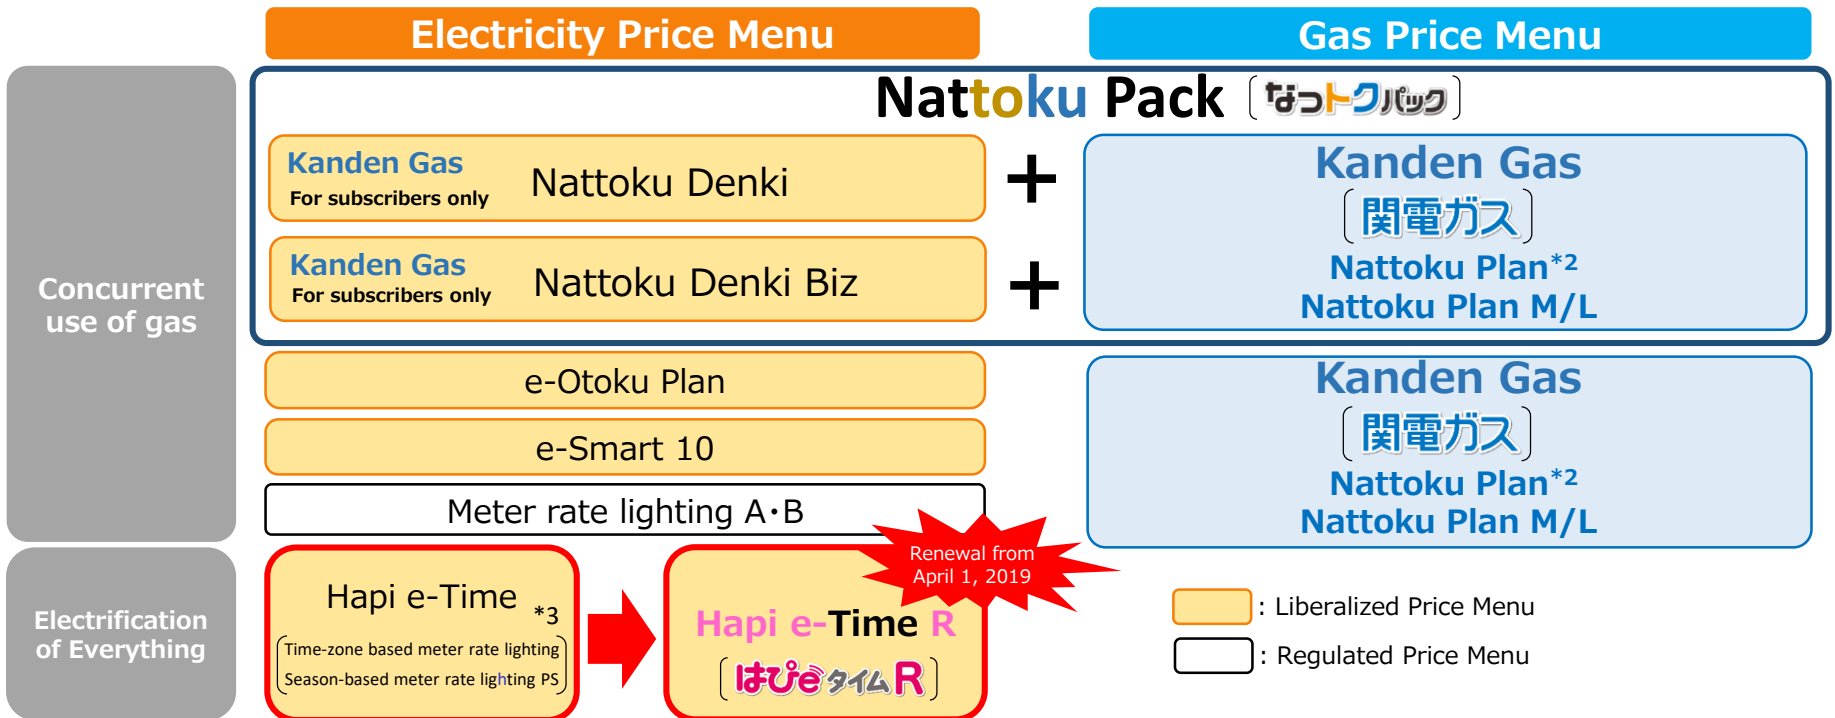 Electricity Price Menu
Gas Price Menu
Concurrent
use of gas
Nattoku Pack なっトクパック
Kanden Gas
For subscribers only
Nattoku Denki
+
Kanden Gas
For subscribers only
Nattoku Denki Biz
+
Kanden Gas
関電ガス
Nattoku Plan*2
Nattoku Plan M/L
e-Otoku Plan
e-Smart 10
Meter rate lighting A・B
Kanden Gas
関電ガス
Nattoku Plan*2
Nattoku Plan M/L
Electrification
of Everything
Hapi e-Time *3
Time-zone based meter rate lighting
Season-based meter rate lighting PS
Renewal from
April 1, 2019
Hapi e-Time R
はぴeタイムR
: Liberalized Price Menu
: Regulated Price Menu